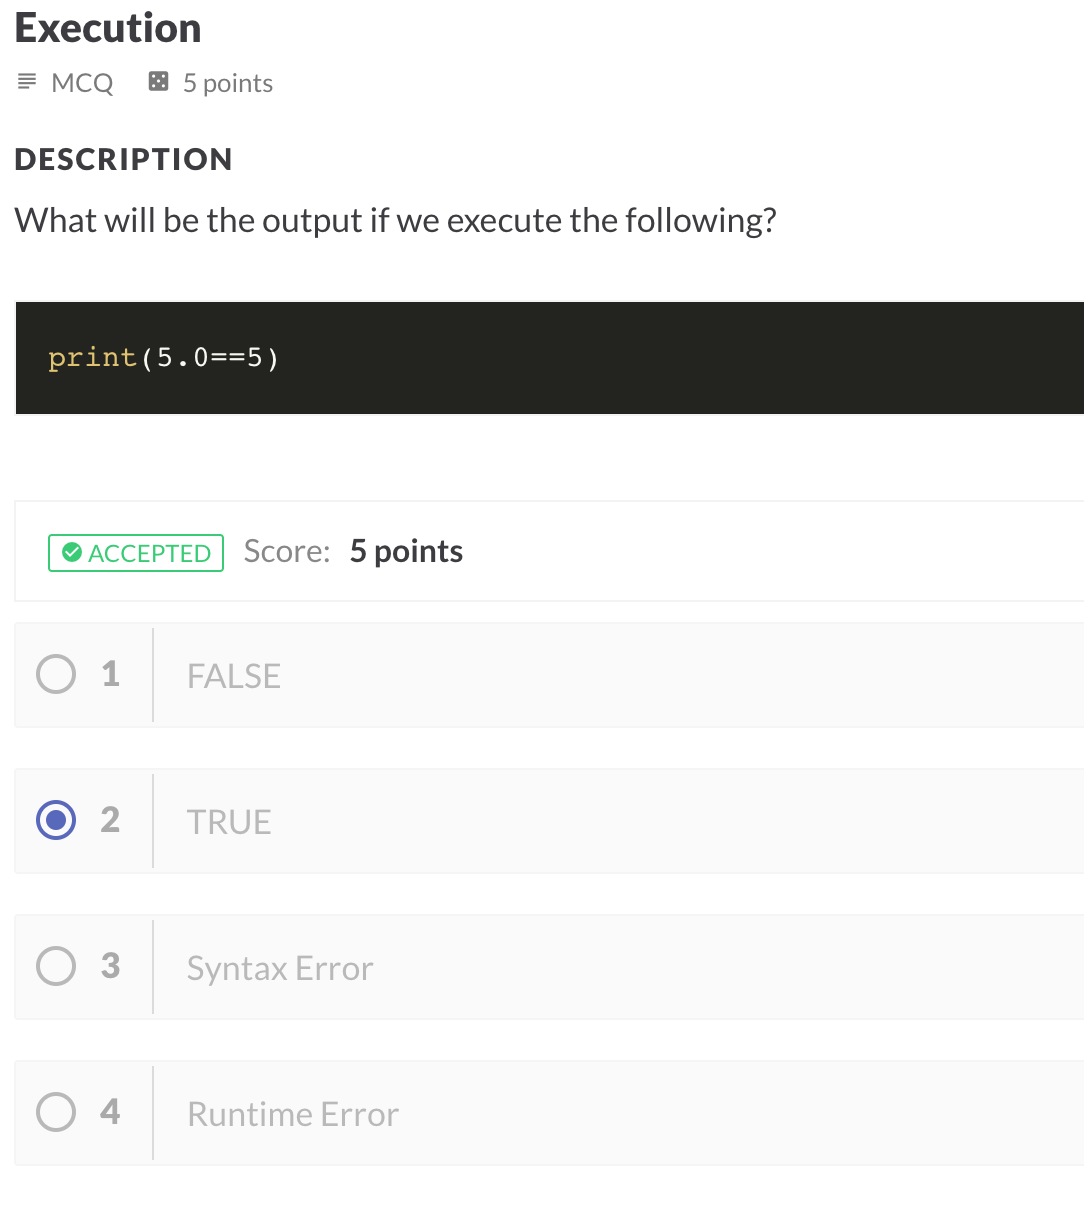 Execution
MCQ 5 points
DESCRIPTION
What will be the output if we execute the following?
print(5.0==5)
ACCEPTED Score: 5 points
1 FALSE
2 TRUE
3 Syntax Error
4 Runtime Error